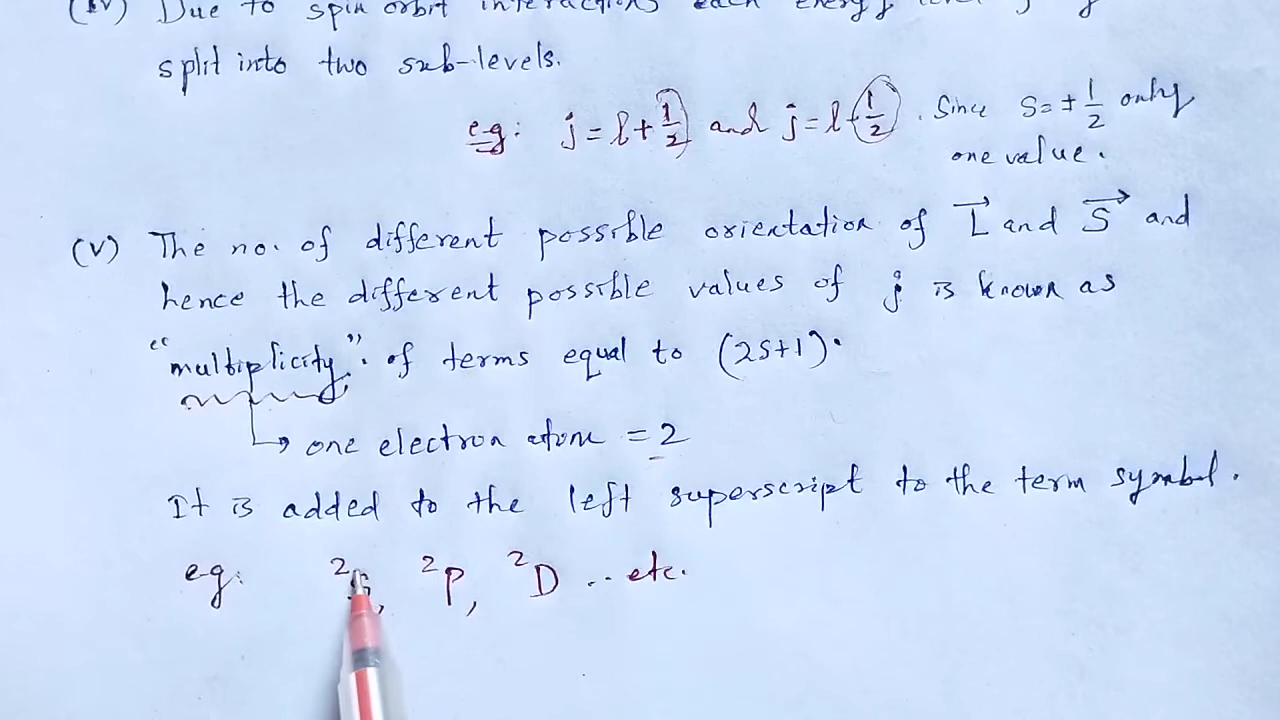 (iv) Due to spin orbit interactions each energy level
split into two sub-levels.
e-g: j = l + 1/2 and j = l - 1/2 . Since s = ± 1/2 only
one value.
(v) The no. of different possible orientation of L⃗ and S⃗ and
hence the different possible values of j is known as
"multiplicity". of terms equal to (2S+1).
↳ one electron atom = 2
It is added to the left superscript to the term symbol.
eg: ²S, ²P, ²D .. etc.